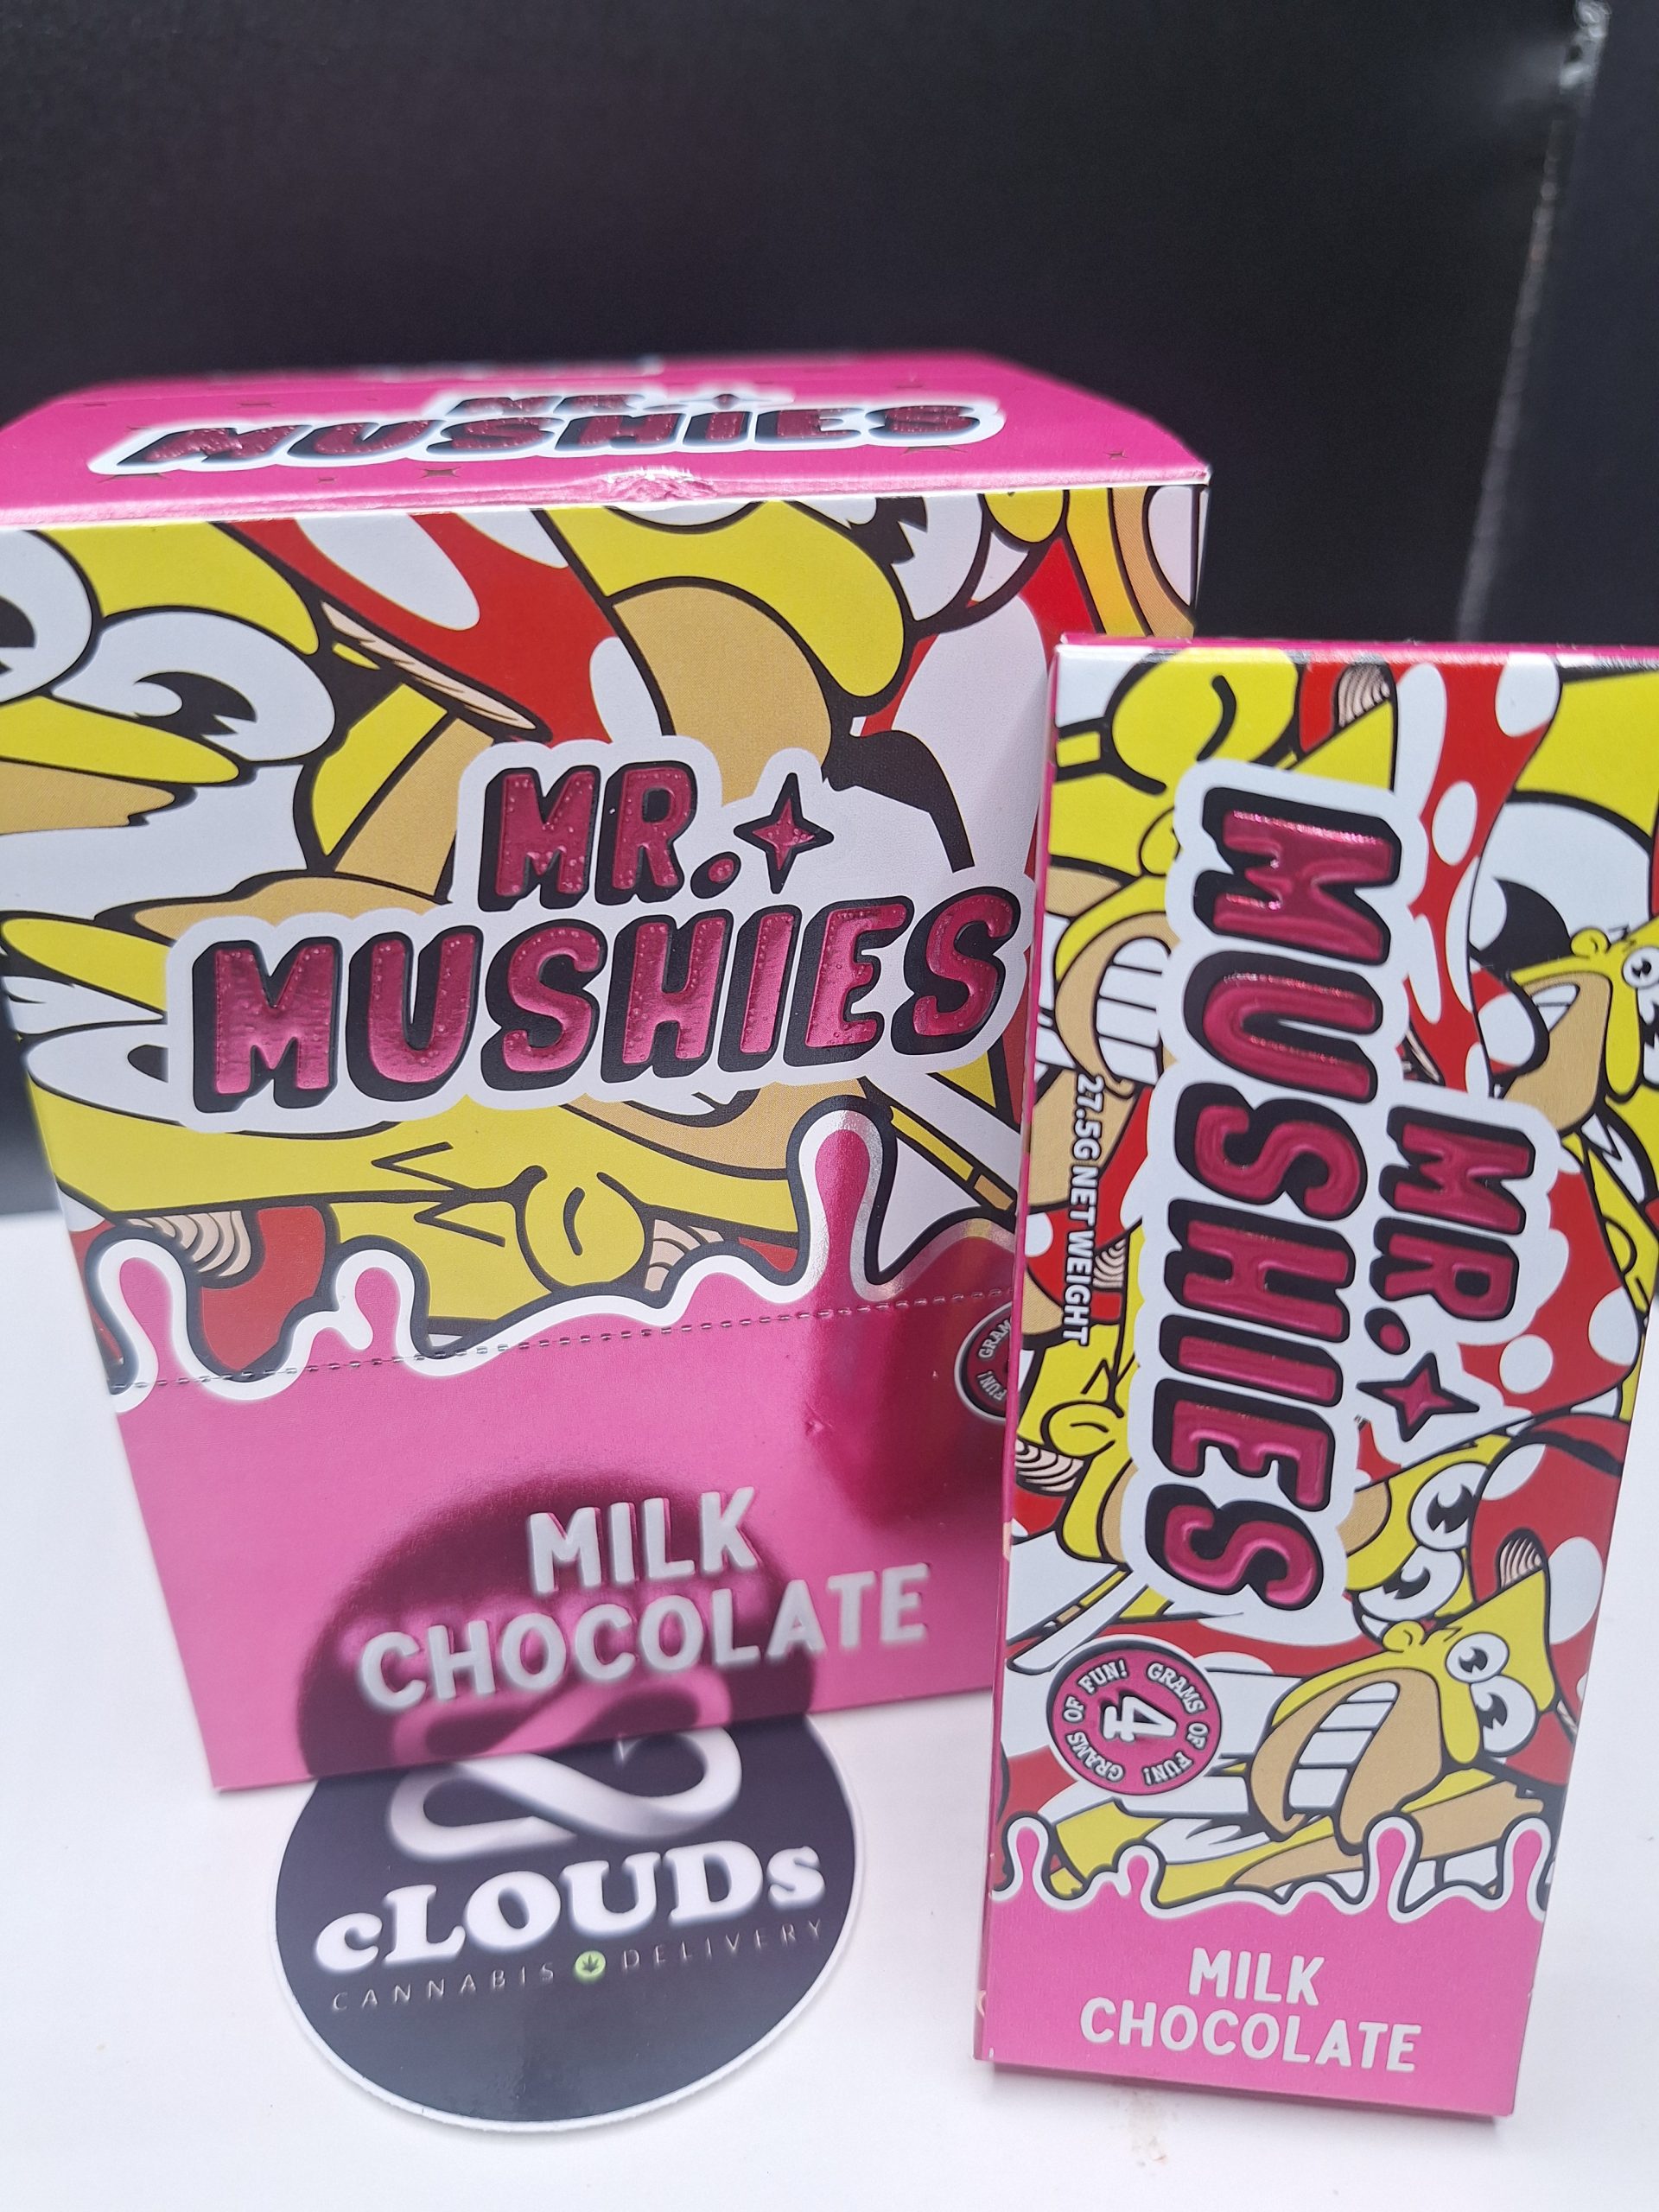 MR.
MUSHIES
MR.
MUSHIES
MILK
CHOCOLATE
cLOUDs
CANNABIS DELIVERY
MR.
MUSHIES
27.5G NET WEIGHT
GRAMS OF FUN! GRAMS OF FUN!
4
MILK
CHOCOLATE